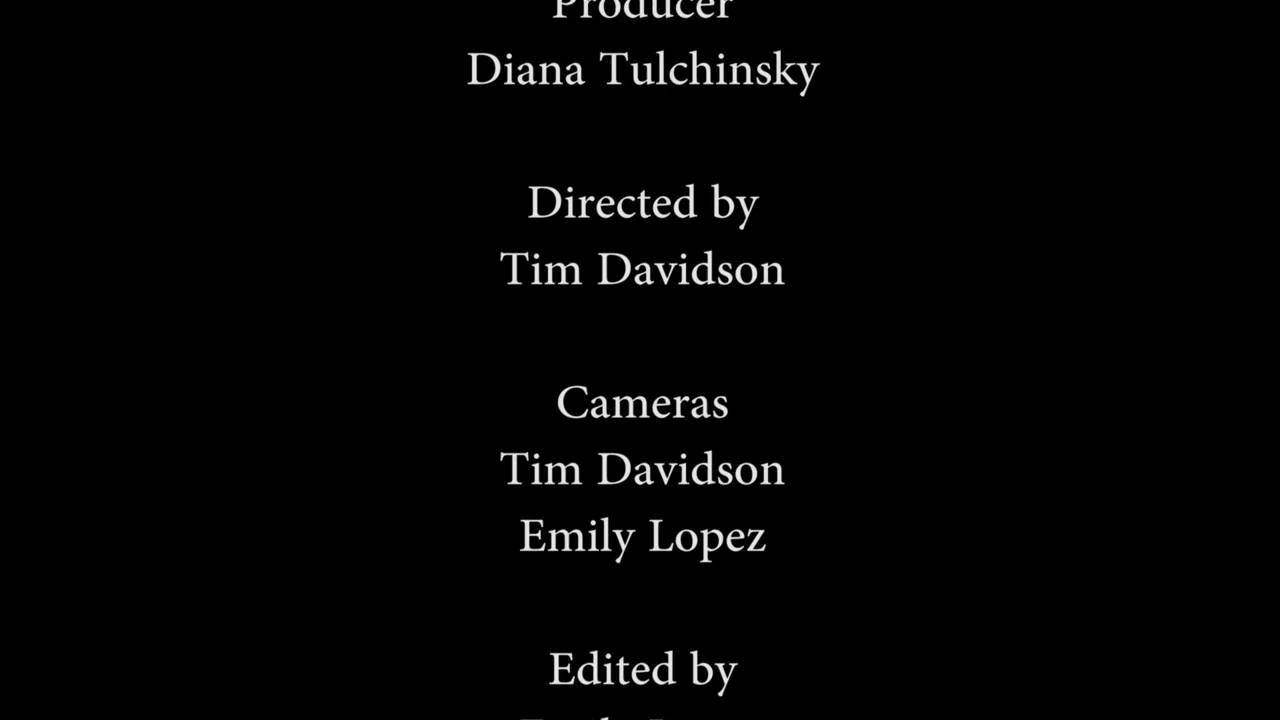 Producer
Diana Tulchinsky
Directed by
Tim Davidson
Cameras
Tim Davidson
Emily Lopez
Edited by